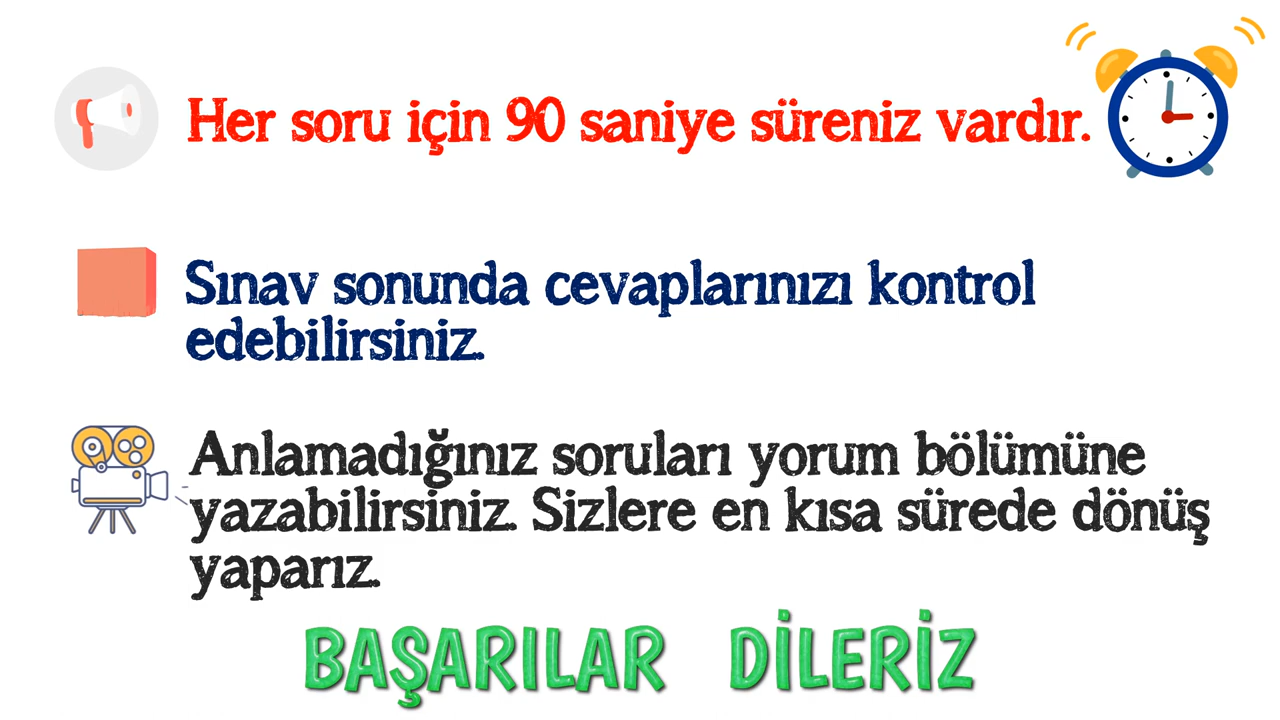 Her soru için 90 saniye süreniz vardır.
Sınav sonunda cevaplarınızı kontrol
edebilirsiniz.
Anlamadığınız soruları yorum bölümüne
yazabilirsiniz. Sizlere en kısa sürede dönüş
yaparız.
BAŞARILAR DİLERİZ